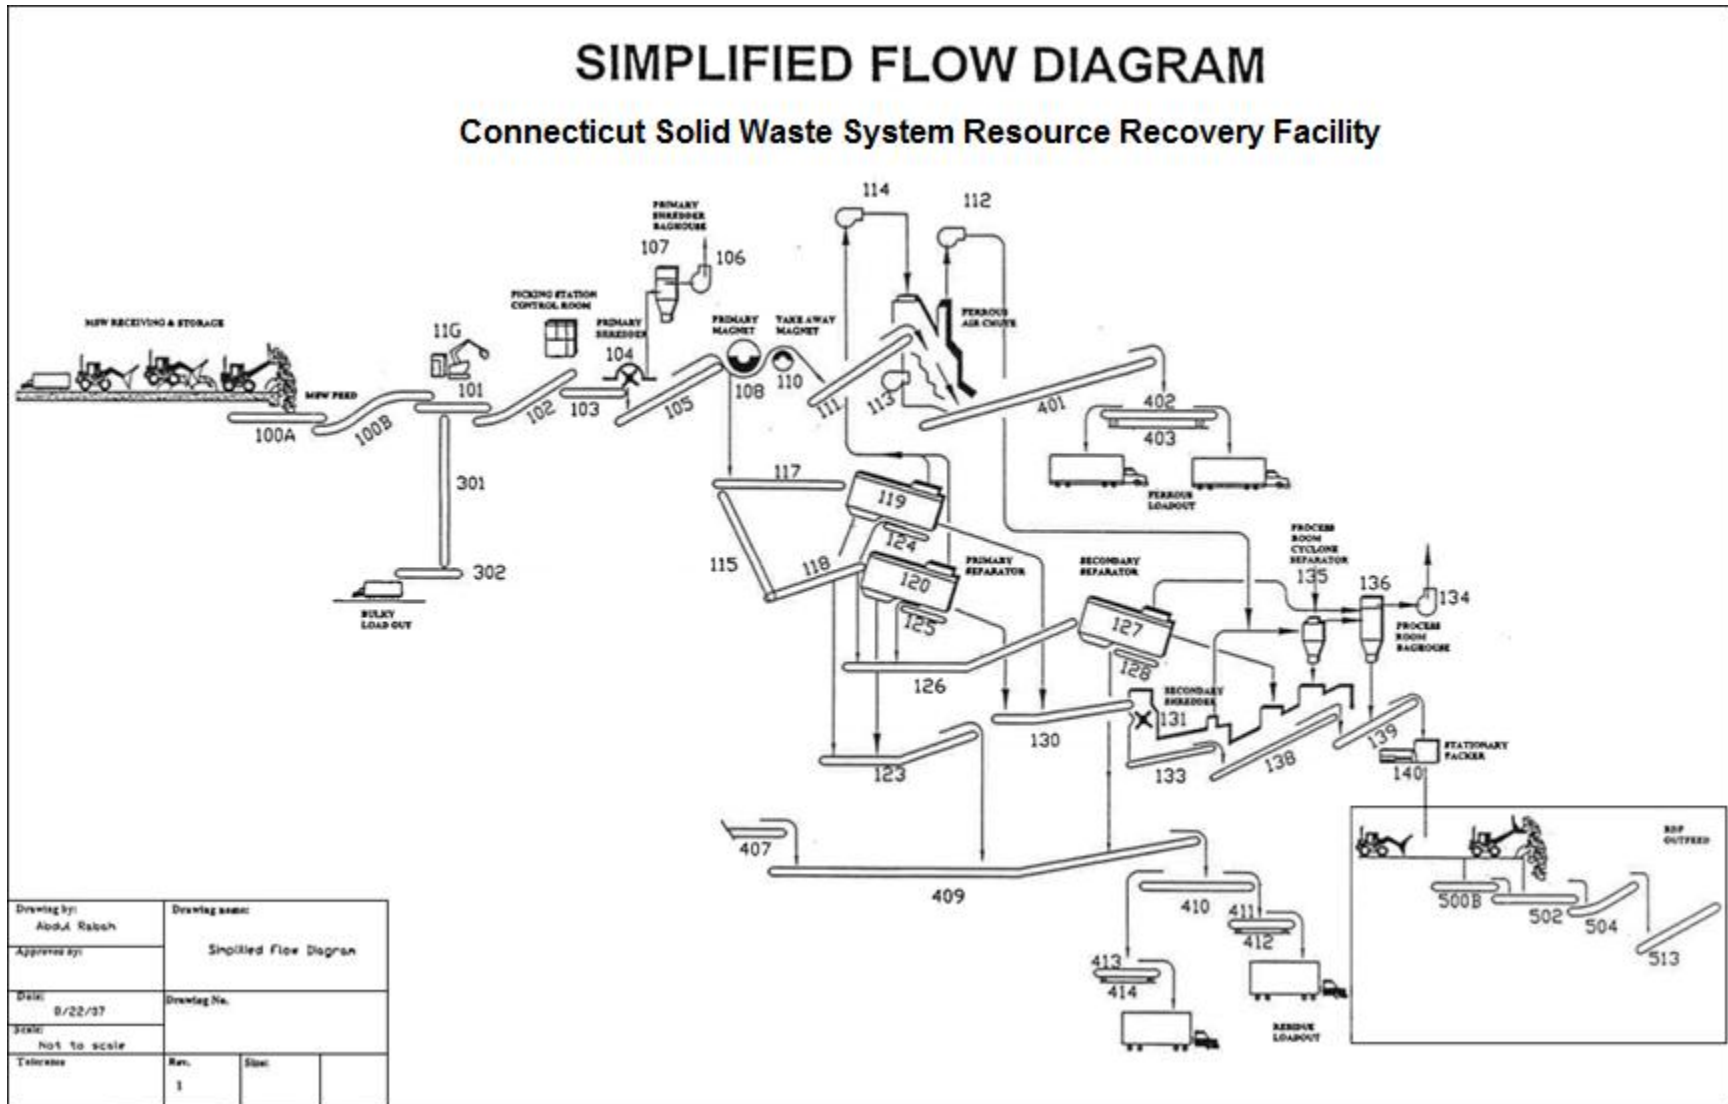 SIMPLIFIED FLOW DIAGRAM
Connecticut Solid Waste System Resource Recovery Facility
114
112
PRIMARY
SHREDDER
BAGHOUSE
107
106
PICKING STATION
CONTROL ROOM
PRIMARY
SHREDDER
104
PRIMARY
MAGNET
TAKE AWAY
MAGNET
FERROUS
AIR CHUTE
MSW RECEIVING & STORAGE
11G
101
MSW FEED
100A
100B
102
103
105
108
110
111
113
401
402
403
FERROUS
LOADOUT
301
302
BULKY
LOAD OUT
117
115
118
119
124
120
125
PRIMARY
SEPARATOR
SECONDARY
SEPARATOR
127
128
PROCESS
ROOM
CYCLONE
SEPARATOR
135
136
134
PROCESS
ROOM
BAGHOUSE
126
123
130
SECONDARY
SHREDDER
131
133
138
139
STATIONARY
PACKER
140
407
409
410
411
412
413
414
RESIDUE
LOADOUT
RDF
OUTFEED
500B
502
504
513
Drawing by:
Abdul Rabah
Drawing name:
Simplified Flow Diagram
Approved by:
Date:
Drawing No.
Scale:
Not to scale
Tolerance
Rev.
1
Size: